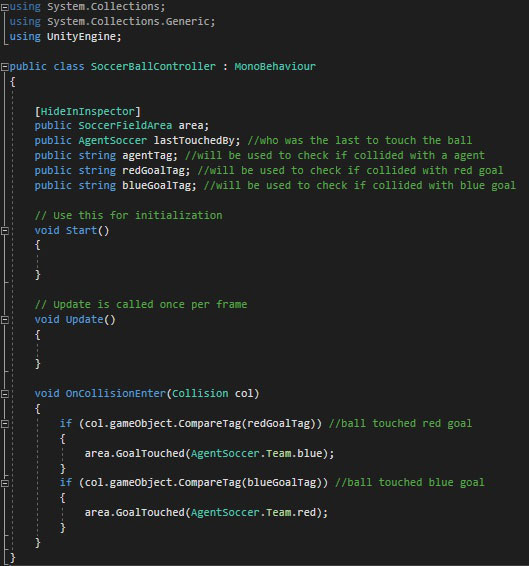 using System.Collections;
using System.Collections.Generic;
using UnityEngine;
public class SoccerBallController : MonoBehaviour
{
[HideInInspector]
public SoccerFieldArea area;
public AgentSoccer lastTouchedBy; //who was the last to touch the ball
public string agentTag; //will be used to check if collided with a agent
public string redGoalTag; //will be used to check if collided with red goal
public string blueGoalTag; //will be used to check if collided with blue goal
// Use this for initialization
void Start()
{
}
// Update is called once per frame
void Update()
{
}
void OnCollisionEnter(Collision col)
{
if (col.gameObject.CompareTag(redGoalTag)) //ball touched red goal
{
area.GoalTouched(AgentSoccer.Team.blue);
}
if (col.gameObject.CompareTag(blueGoalTag)) //ball touched blue goal
{
area.GoalTouched(AgentSoccer.Team.red);
}
}
}